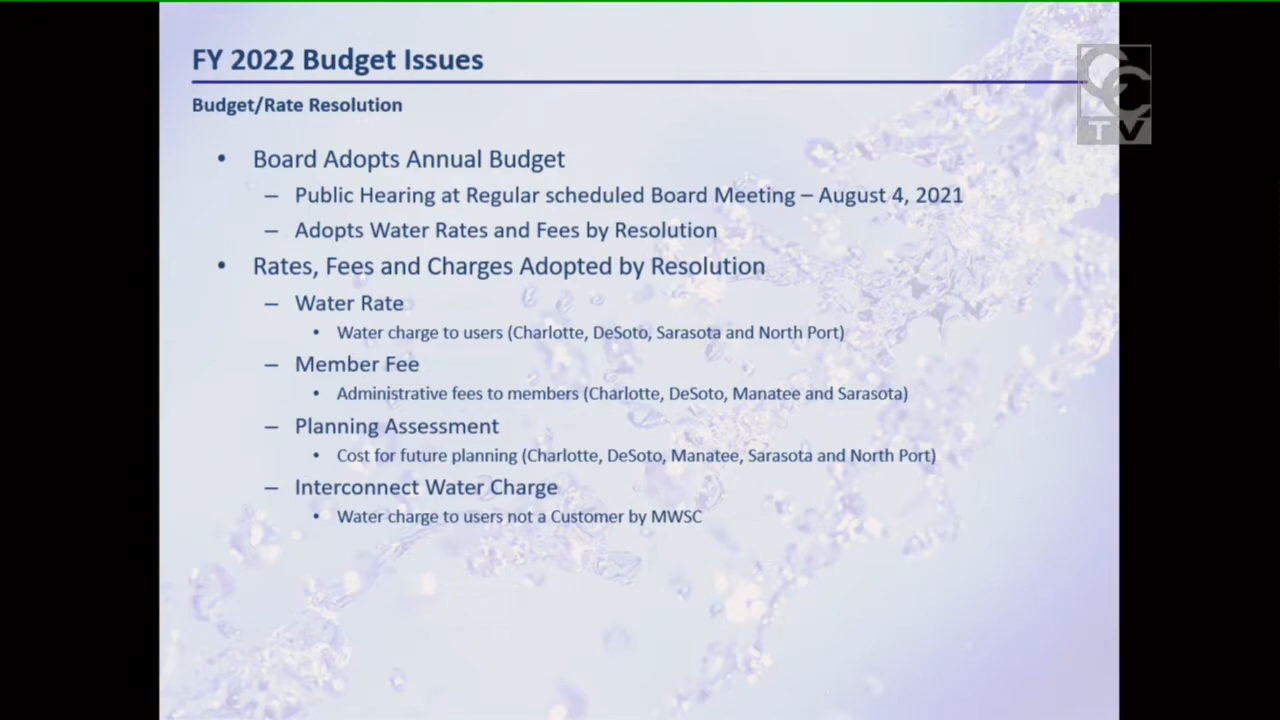 FY 2022 Budget Issues
CC
TV
Budget/Rate Resolution
• Board Adopts Annual Budget
– Public Hearing at Regular scheduled Board Meeting – August 4, 2021
– Adopts Water Rates and Fees by Resolution
• Rates, Fees and Charges Adopted by Resolution
– Water Rate
• Water charge to users (Charlotte, DeSoto, Sarasota and North Port)
– Member Fee
• Administrative fees to members (Charlotte, DeSoto, Manatee and Sarasota)
– Planning Assessment
• Cost for future planning (Charlotte, DeSoto, Manatee, Sarasota and North Port)
– Interconnect Water Charge
• Water charge to users not a Customer by MWSC